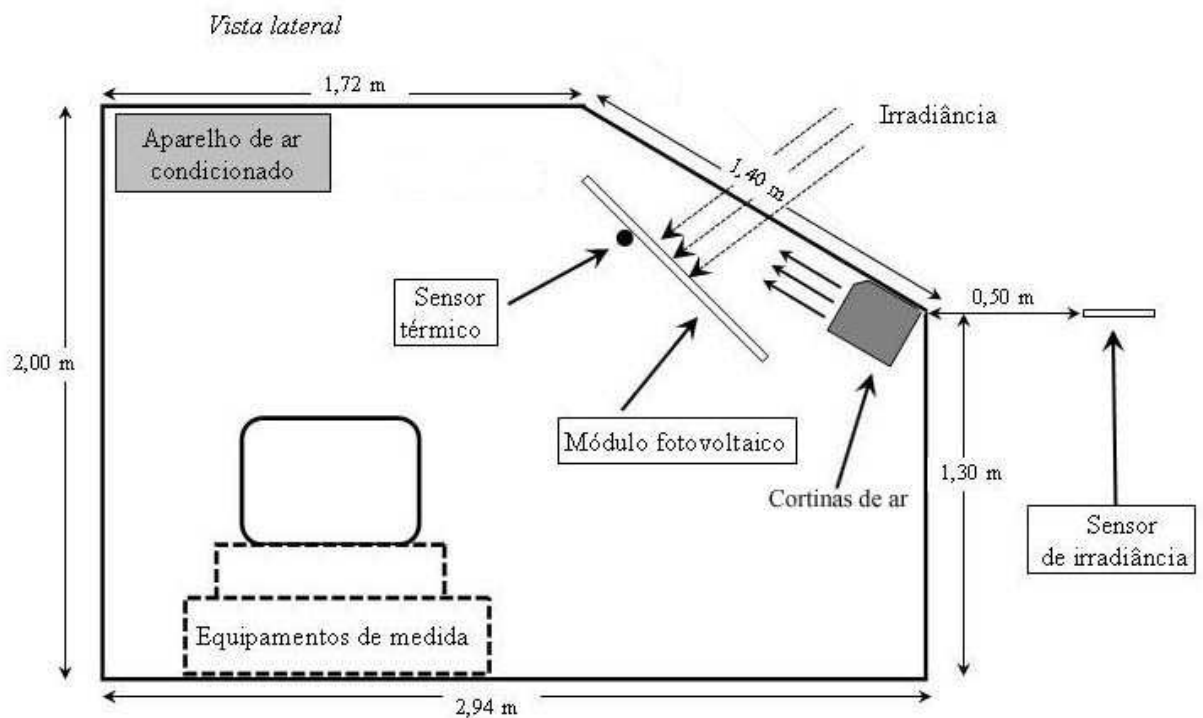 Vista lateral
1,72 m
Aparelho de ar
condicionado
Irradiância
1,40 m
Sensor
térmico
0,50 m
2,00 m
Módulo fotovoltaico
1,30 m
Cortinas de ar
Sensor
de irradiância
Equipamentos de medida
2,94 m